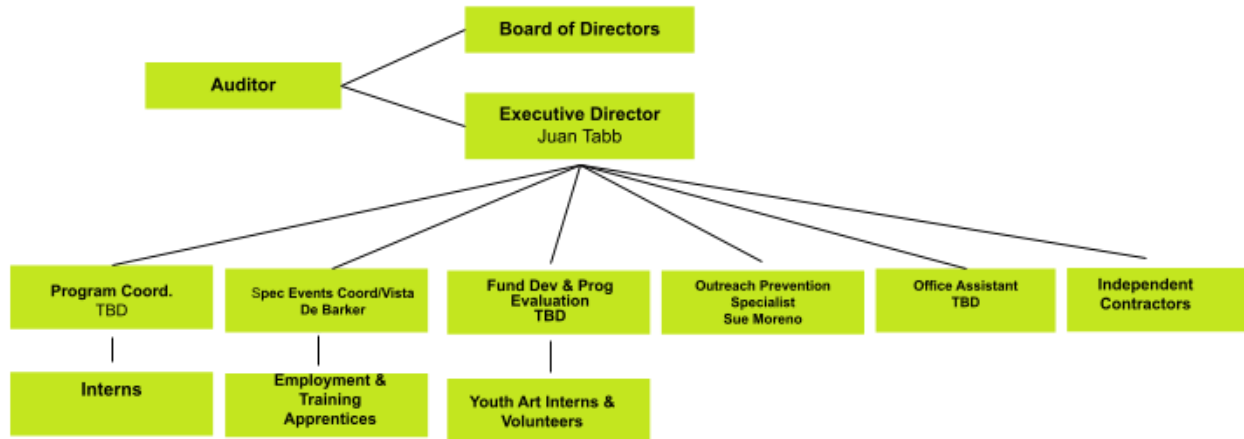 Board of Directors
Auditor
Executive Director
Juan Tabb
Program Coord.
TBD
Spec Events Coord/Vista
De Barker
Fund Dev & Prog
Evaluation
TBD
Outreach Prevention
Specialist
Sue Moreno
Office Assistant
TBD
Independent
Contractors
Interns
Employment &
Training
Apprentices
Youth Art Interns &
Volunteers